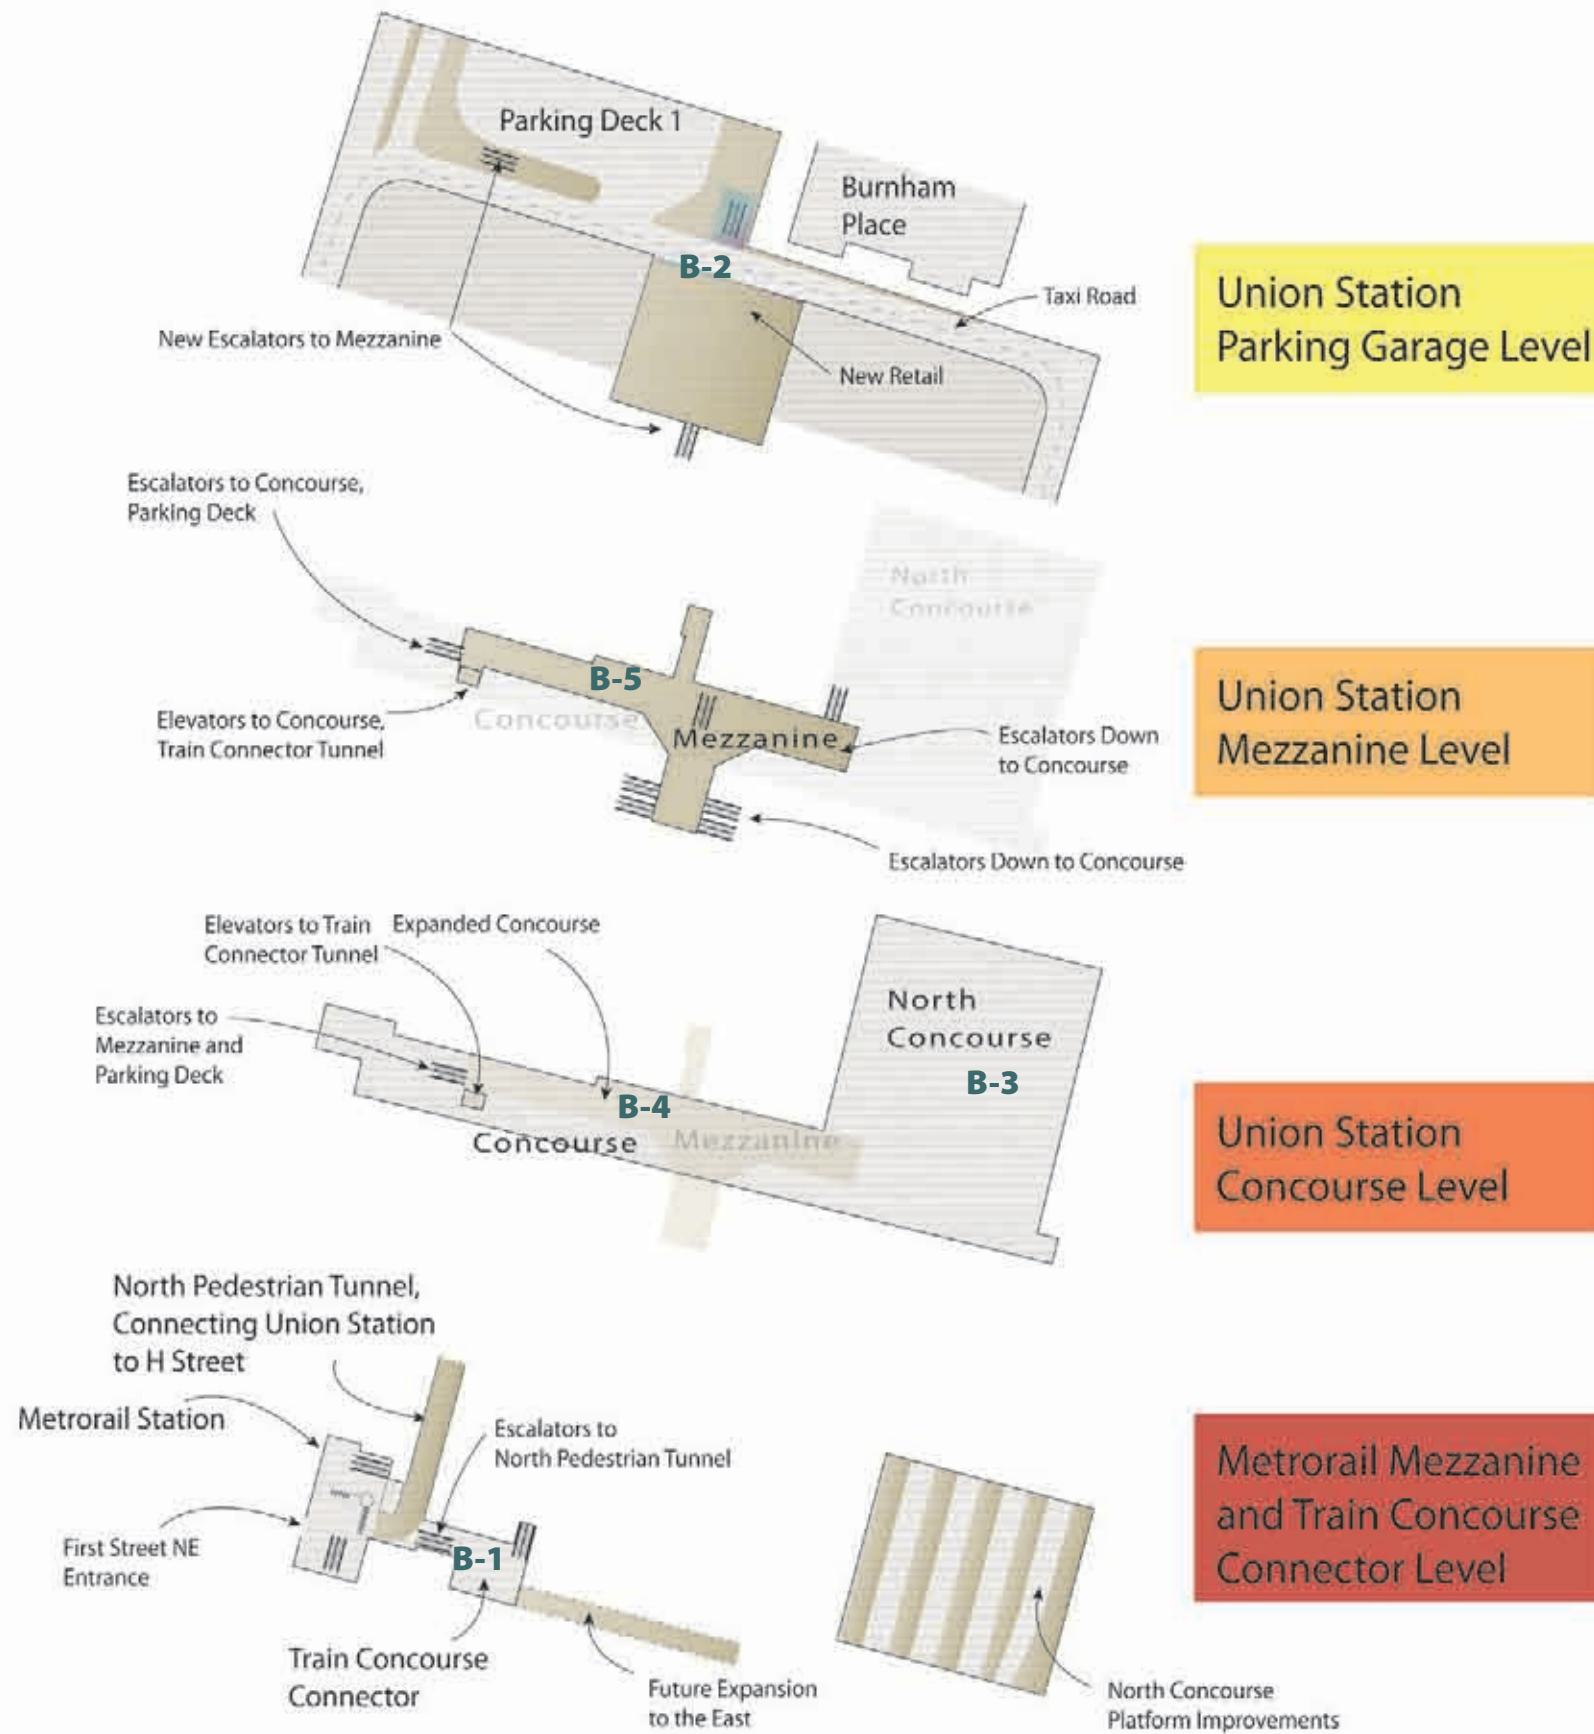 Parking Deck 1
Burnham
Place
B-2
Taxi Road
New Escalators to Mezzanine
New Retail
Union Station
Parking Garage Level
Escalators to Concourse,
Parking Deck
North
Concourse
B-5
Elevators to Concourse,
Train Connector Tunnel
Concourse
Mezzanine
Escalators Down
to Concourse
Escalators Down to Concourse
Union Station
Mezzanine Level
Elevators to Train
Connector Tunnel
Expanded Concourse
Escalators to
Mezzanine and
Parking Deck
North
Concourse
B-3
B-4
Concourse
Mezzanine
Union Station
Concourse Level
North Pedestrian Tunnel,
Connecting Union Station
to H Street
Metrorail Station
Escalators to
North Pedestrian Tunnel
First Street NE
Entrance
B-1
Train Concourse
Connector
Future Expansion
to the East
North Concourse
Platform Improvements
Metrorail Mezzanine
and Train Concourse
Connector Level